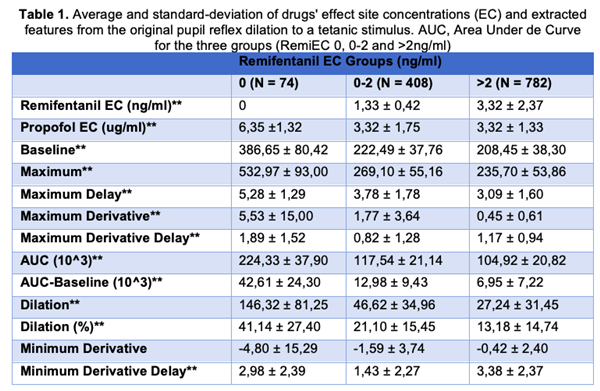 Table 1. Average and standard-deviation of drugs' effect site concentrations (EC) and extracted
features from the original pupil reflex dilation to a tetanic stimulus. AUC, Area Under de Curve
for the three groups (RemiEC 0, 0-2 and >2ng/ml)
Remifentanil EC Groups (ng/ml)
0 (N = 74) 0-2 (N = 408) >2 (N = 782)
Remifentanil EC (ng/ml)** 0 1,33 ± 0,42 3,32 ± 2,37
Propofol EC (ug/ml)** 6,35 ±1,32 3,32 ± 1,75 3,32 ± 1,33
Baseline** 386,65 ± 80,42 222,49 ± 37,76 208,45 ± 38,30
Maximum** 532,97 ± 93,00 269,10 ± 55,16 235,70 ± 53,86
Maximum Delay** 5,28 ± 1,29 3,78 ± 1,78 3,09 ± 1,60
Maximum Derivative** 5,53 ± 15,00 1,77 ± 3,64 0,45 ± 0,61
Maximum Derivative Delay** 1,89 ± 1,52 0,82 ± 1,28 1,17 ± 0,94
AUC (10^3)** 224,33 ± 37,90 117,54 ± 21,14 104,92 ± 20,82
AUC-Baseline (10^3)** 42,61 ± 24,30 12,98 ± 9,43 6,95 ± 7,22
Dilation** 146,32 ± 81,25 46,62 ± 34,96 27,24 ± 31,45
Dilation (%)** 41,14 ± 27,40 21,10 ± 15,45 13,18 ± 14,74
Minimum Derivative -4,80 ± 15,29 -1,59 ± 3,74 -0,42 ± 2,40
Minimum Derivative Delay** 2,98 ± 2,39 1,43 ± 2,27 3,38 ± 2,37